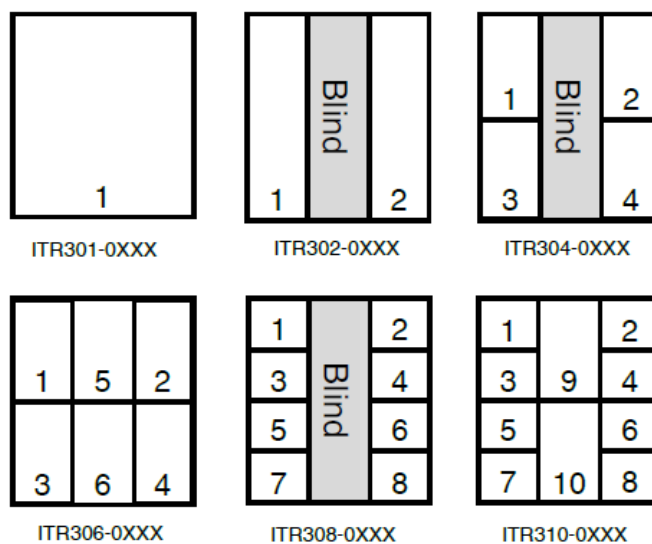 1
ITR301-0XXX
1 Blind 2
ITR302-0XXX
1 Blind 2
3 4
ITR304-0XXX
1 5 2
3 6 4
ITR306-0XXX
1 Blind 2
3 4
5 6
7 8
ITR308-0XXX
1 2
3 9 4
5 6
7 10 8
ITR310-0XXX